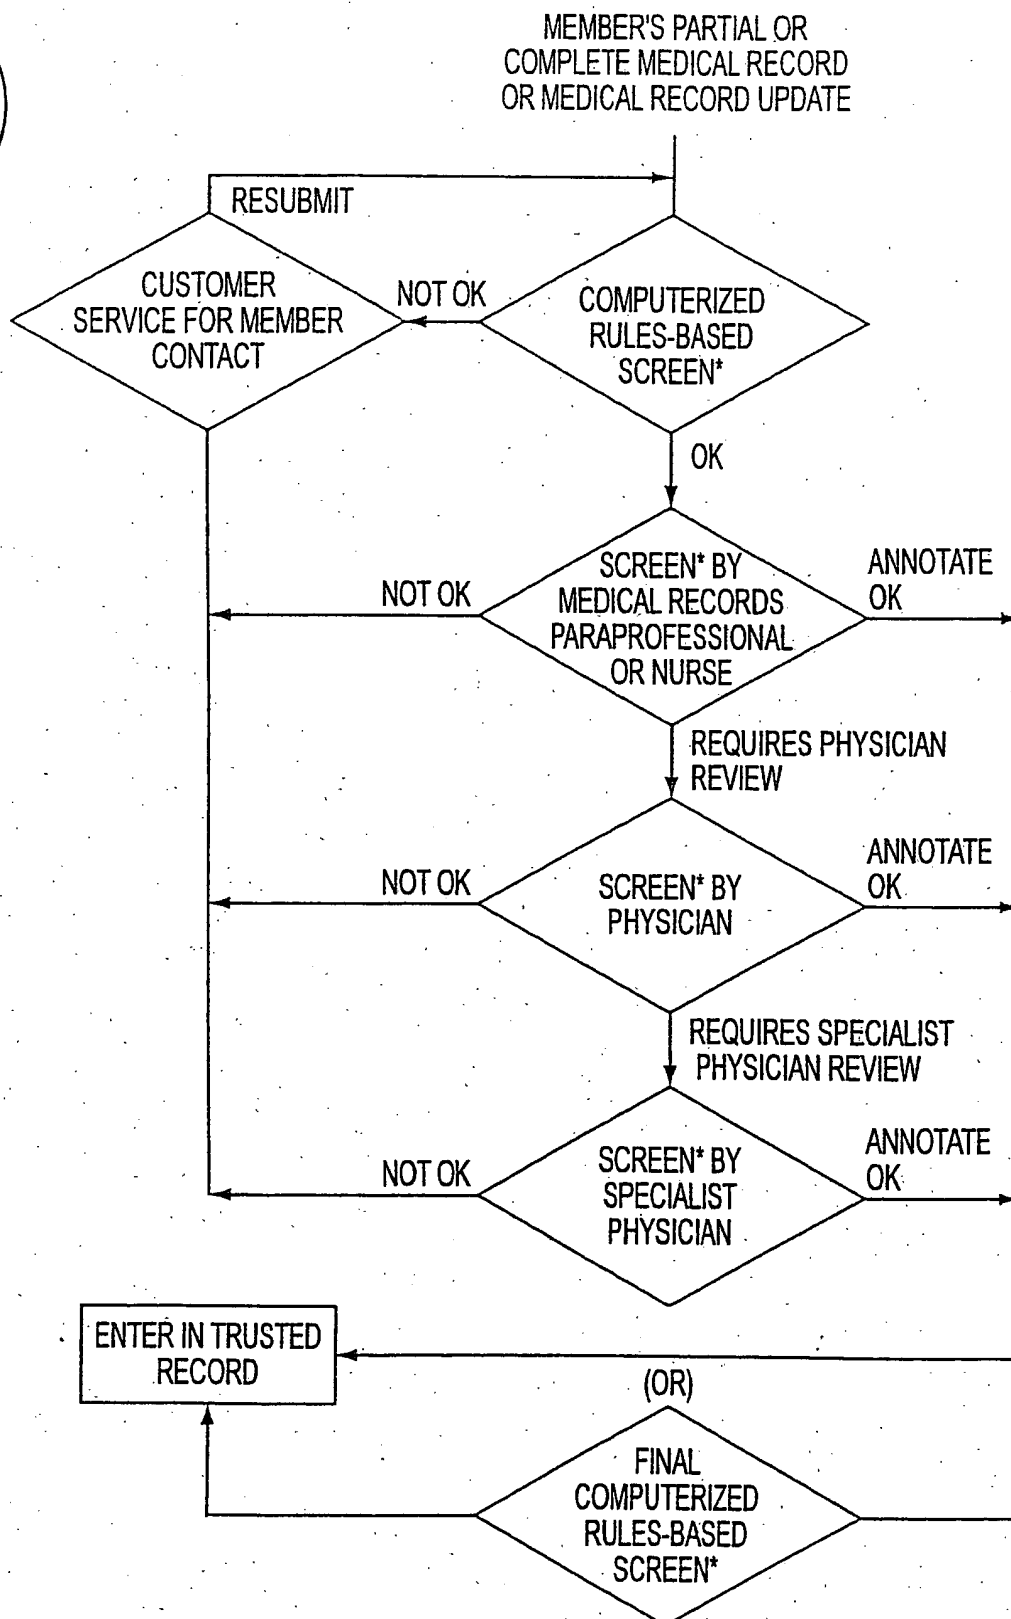 MEMBER'S PARTIAL OR
COMPLETE MEDICAL RECORD
OR MEDICAL RECORD UPDATE
RESUBMIT
CUSTOMER
SERVICE FOR MEMBER
CONTACT
NOT OK
COMPUTERIZED
RULES-BASED
SCREEN*
OK
NOT OK
SCREEN* BY
MEDICAL RECORDS
PARAPROFESSIONAL
OR NURSE
ANNOTATE
OK
REQUIRES PHYSICIAN
REVIEW
NOT OK
SCREEN* BY
PHYSICIAN
ANNOTATE
OK
REQUIRES SPECIALIST
PHYSICIAN REVIEW
NOT OK
SCREEN* BY
SPECIALIST
PHYSICIAN
ANNOTATE
OK
ENTER IN TRUSTED
RECORD
(OR)
FINAL
COMPUTERIZED
RULES-BASED
SCREEN*